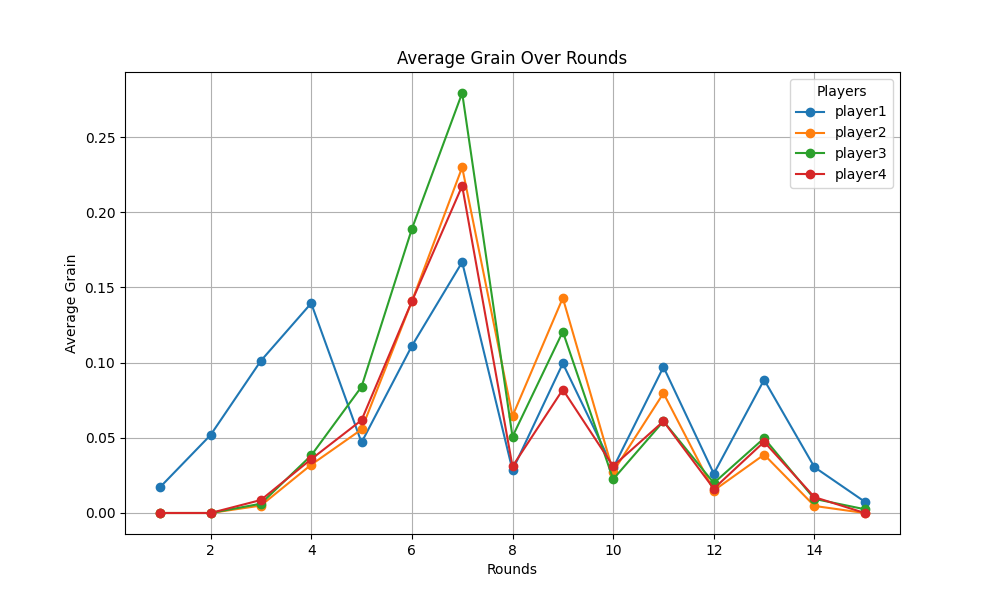 Average Grain Over Rounds
Players
player1
player2
player3
player4
0.25
0.20
0.15
0.10
0.05
0.00
Average Grain
2 4 6 8 10 12 14
Rounds